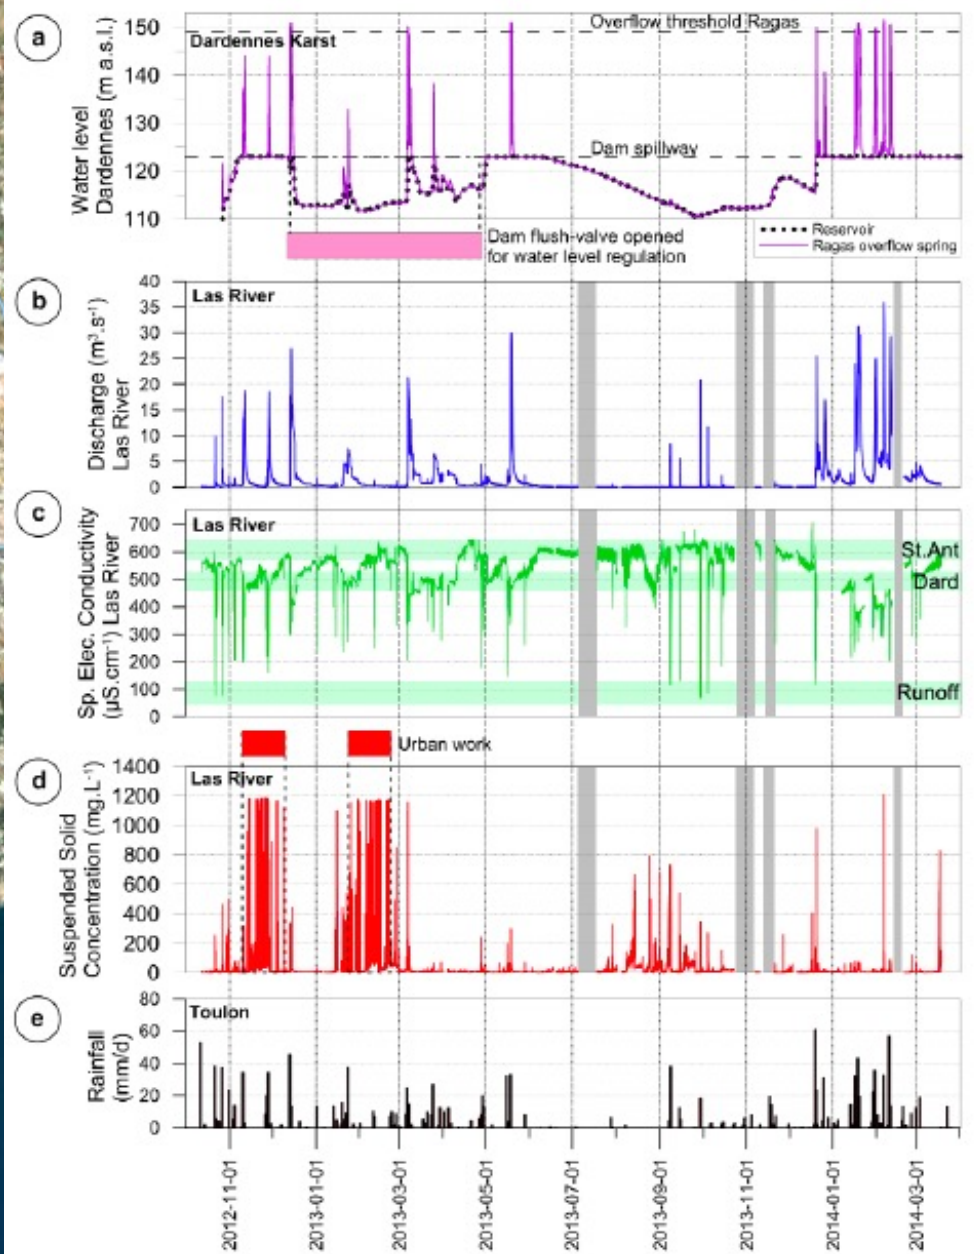 a
Water level
Dardennes (m a.s.l.)
150
140
130
120
110
Dardennes Karst
Overflow threshold Ragas
Dam spillway
Reservoir
Ragas overflow spring
Dam flush-valve opened
for water level regulation
b
Discharge (m³.s⁻¹)
Las River
40
35
30
25
20
15
10
5
0
Las River
c
Sp. Elec. Conductivity
(µS.cm⁻¹) Las River
700
600
500
400
300
200
100
0
Las River
St.Ant
Dard
Runoff
Urban work
d
Suspended Solid
Concentration (mg.L⁻¹)
1400
1200
1000
800
600
400
200
0
Las River
e
Rainfall
(mm/d)
80
60
40
20
0
Toulon
2012-11-01
2013-01-01
2013-03-01
2013-05-01
2013-07-01
2013-09-01
2013-11-01
2014-01-01
2014-03-01